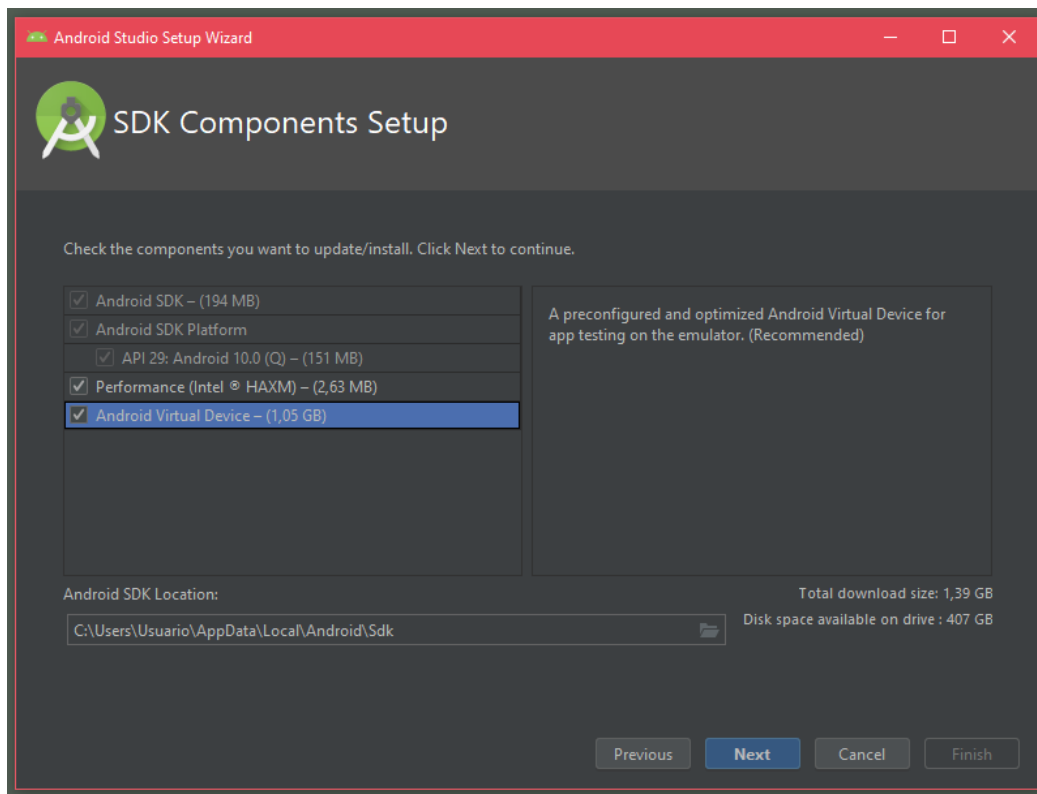 Android Studio Setup Wizard
SDK Components Setup
Check the components you want to update/install. Click Next to continue.
Android SDK – (194 MB)
Android SDK Platform
API 29: Android 10.0 (Q) – (151 MB)
Performance (Intel ® HAXM) – (2,63 MB)
Android Virtual Device – (1,05 GB)
A preconfigured and optimized Android Virtual Device for
app testing on the emulator. (Recommended)
Android SDK Location:
Total download size: 1,39 GB
C:\Users\Usuario\AppData\Local\Android\Sdk
Disk space available on drive : 407 GB
Previous
Next
Cancel
Finish